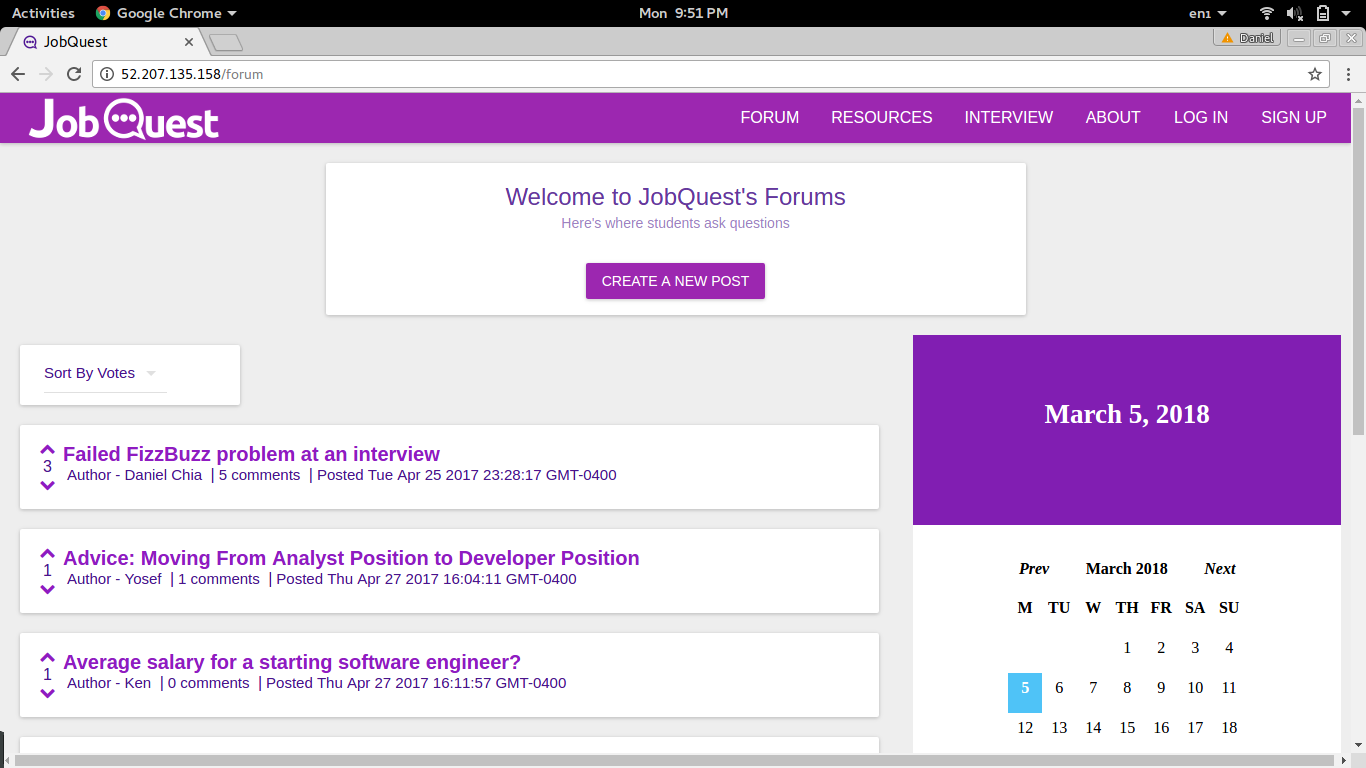 Activities Google Chrome Mon 9:51 PM en1
JobQuest Daniel
52.207.135.158/forum
Job Quest FORUM RESOURCES INTERVIEW ABOUT LOG IN SIGN UP
Welcome to JobQuest's Forums
Here's where students ask questions
CREATE A NEW POST
Sort By Votes
3
Failed FizzBuzz problem at an interview
Author - Daniel Chia | 5 comments | Posted Tue Apr 25 2017 23:28:17 GMT-0400
1
Advice: Moving From Analyst Position to Developer Position
Author - Yosef | 1 comments | Posted Thu Apr 27 2017 16:04:11 GMT-0400
1
Average salary for a starting software engineer?
Author - Ken | 0 comments | Posted Thu Apr 27 2017 16:11:57 GMT-0400
March 5, 2018
Prev March 2018 Next
M TU W TH FR SA SU
1 2 3 4
5 6 7 8 9 10 11
12 13 14 15 16 17 18